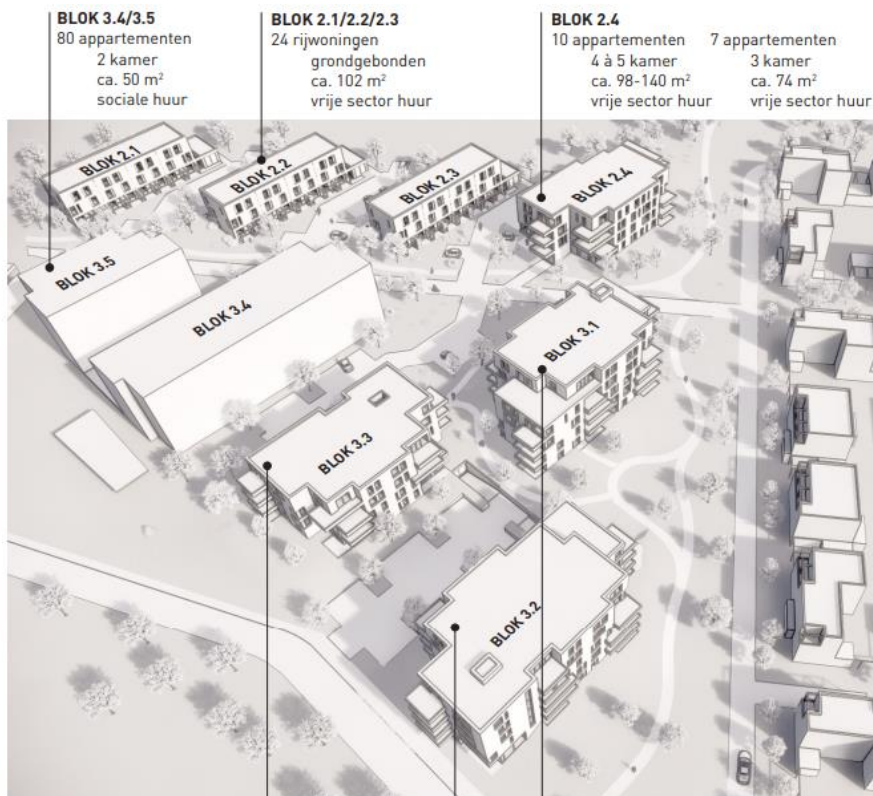 BLOK 3.4/3.5
80 appartementen
2 kamer
ca. 50 m²
sociale huur
BLOK 2.1/2.2/2.3
24 rijwoningen
grondgebonden
ca. 102 m²
vrije sector huur
BLOK 2.4
10 appartementen
4 à 5 kamer
ca. 98-140 m²
vrije sector huur
7 appartementen
3 kamer
ca. 74 m²
vrije sector huur
BLOK 2.1
BLOK 2.2
BLOK 2.3
BLOK 2.4
BLOK 3.5
BLOK 3.4
BLOK 3.1
BLOK 3.3
BLOK 3.2